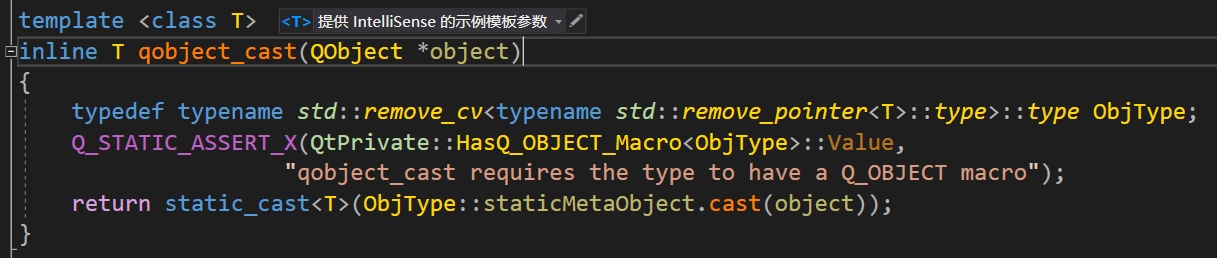 template <class T> <T> 提供 IntelliSense 的示例模板参数
inline T qobject_cast(QObject *object)
{
    typedef typename std::remove_cv<typename std::remove_pointer<T>::type>::type ObjType;
    Q_STATIC_ASSERT_X(QtPrivate::HasQ_OBJECT_Macro<ObjType>::Value,
                      "qobject_cast requires the type to have a Q_OBJECT macro");
    return static_cast<T>(ObjType::staticMetaObject.cast(object));
}